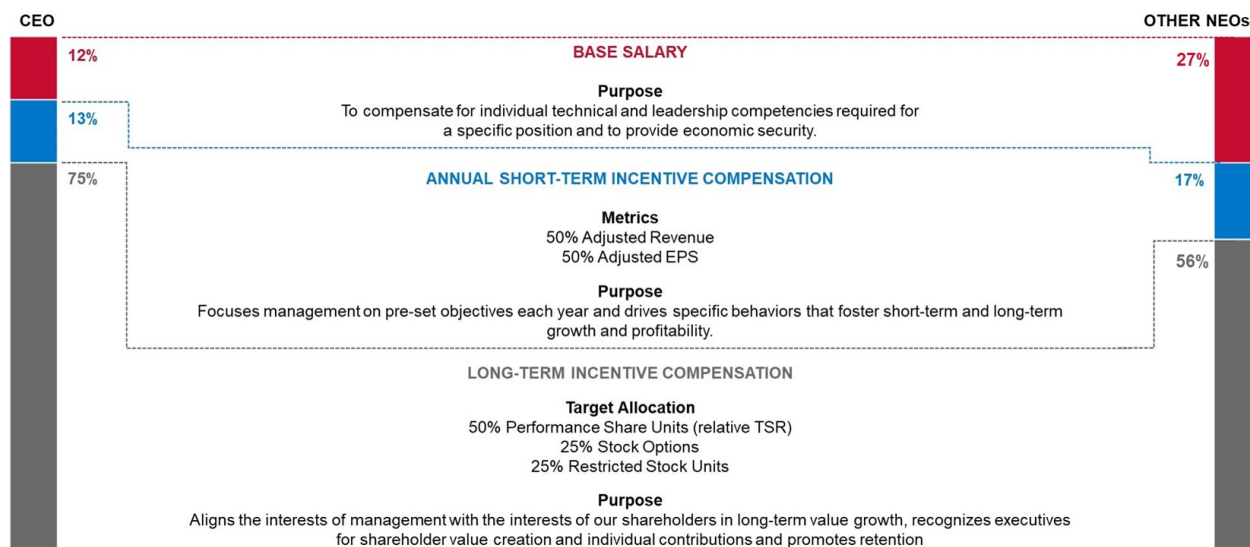 CEO
OTHER NEOs
12%
BASE SALARY
27%
Purpose
To compensate for individual technical and leadership competencies required for
a specific position and to provide economic security.
13%
75%
ANNUAL SHORT-TERM INCENTIVE COMPENSATION
17%
Metrics
50% Adjusted Revenue
50% Adjusted EPS
56%
Purpose
Focuses management on pre-set objectives each year and drives specific behaviors that foster short-term and long-term
growth and profitability.
LONG-TERM INCENTIVE COMPENSATION
Target Allocation
50% Performance Share Units (relative TSR)
25% Stock Options
25% Restricted Stock Units
Purpose
Aligns the interests of management with the interests of our shareholders in long-term value growth, recognizes executives
for shareholder value creation and individual contributions and promotes retention